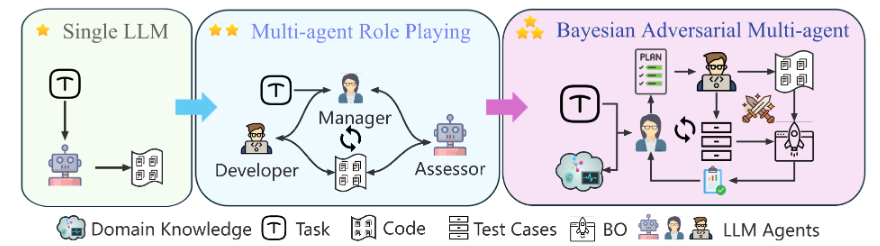 Single LLM
Multi-agent Role Playing
Bayesian Adversarial Multi-agent
T
T
Manager
Developer
Assessor
PLAN
T
Domain Knowledge T Task Code Test Cases BO LLM Agents